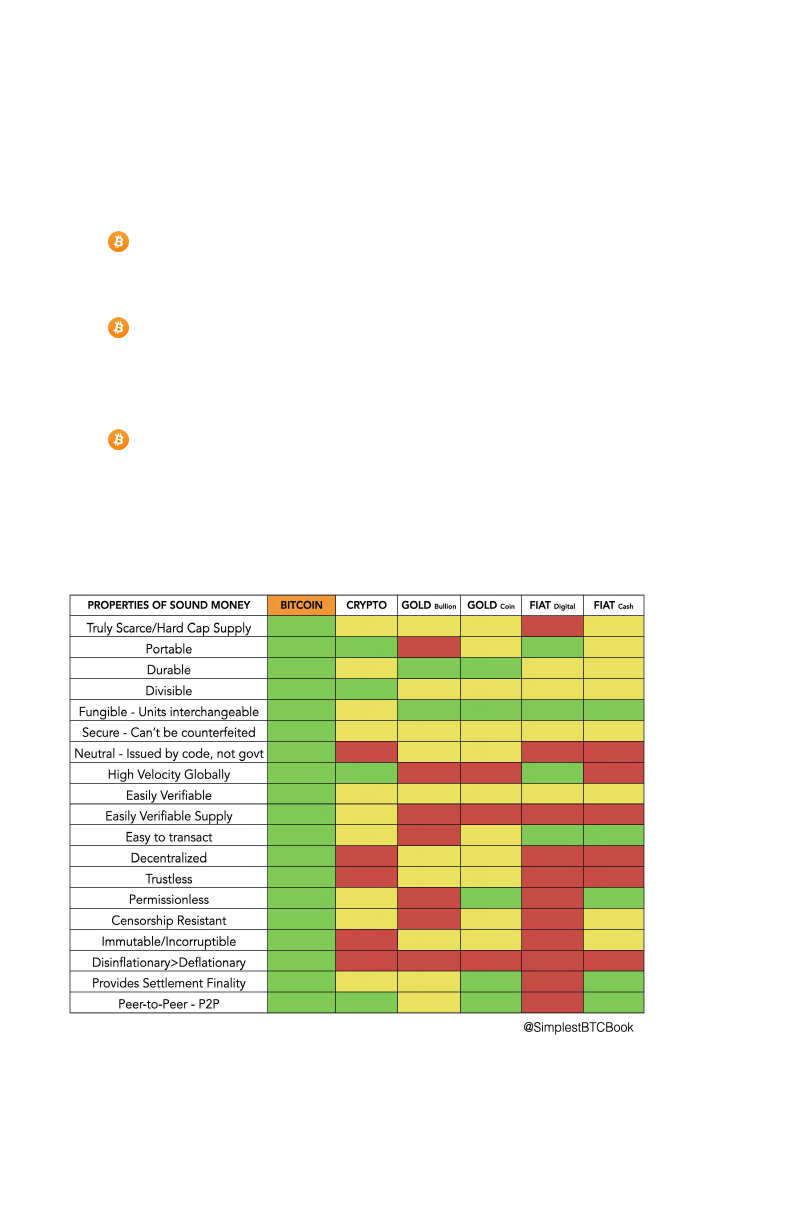 PROPERTIES OF SOUND MONEY BITCOIN CRYPTO GOLD Bullion GOLD Coin FIAT Digital FIAT Cash
Truly Scarce/Hard Cap Supply
Portable
Durable
Divisible
Fungible - Units interchangeable
Secure - Can't be counterfeited
Neutral - Issued by code, not govt
High Velocity Globally
Easily Verifiable
Easily Verifiable Supply
Easy to transact
Decentralized
Trustless
Permissionless
Censorship Resistant
Immutable/Incorruptible
Disinflationary>Deflationary
Provides Settlement Finality
Peer-to-Peer - P2P
@SimplestBTCBook